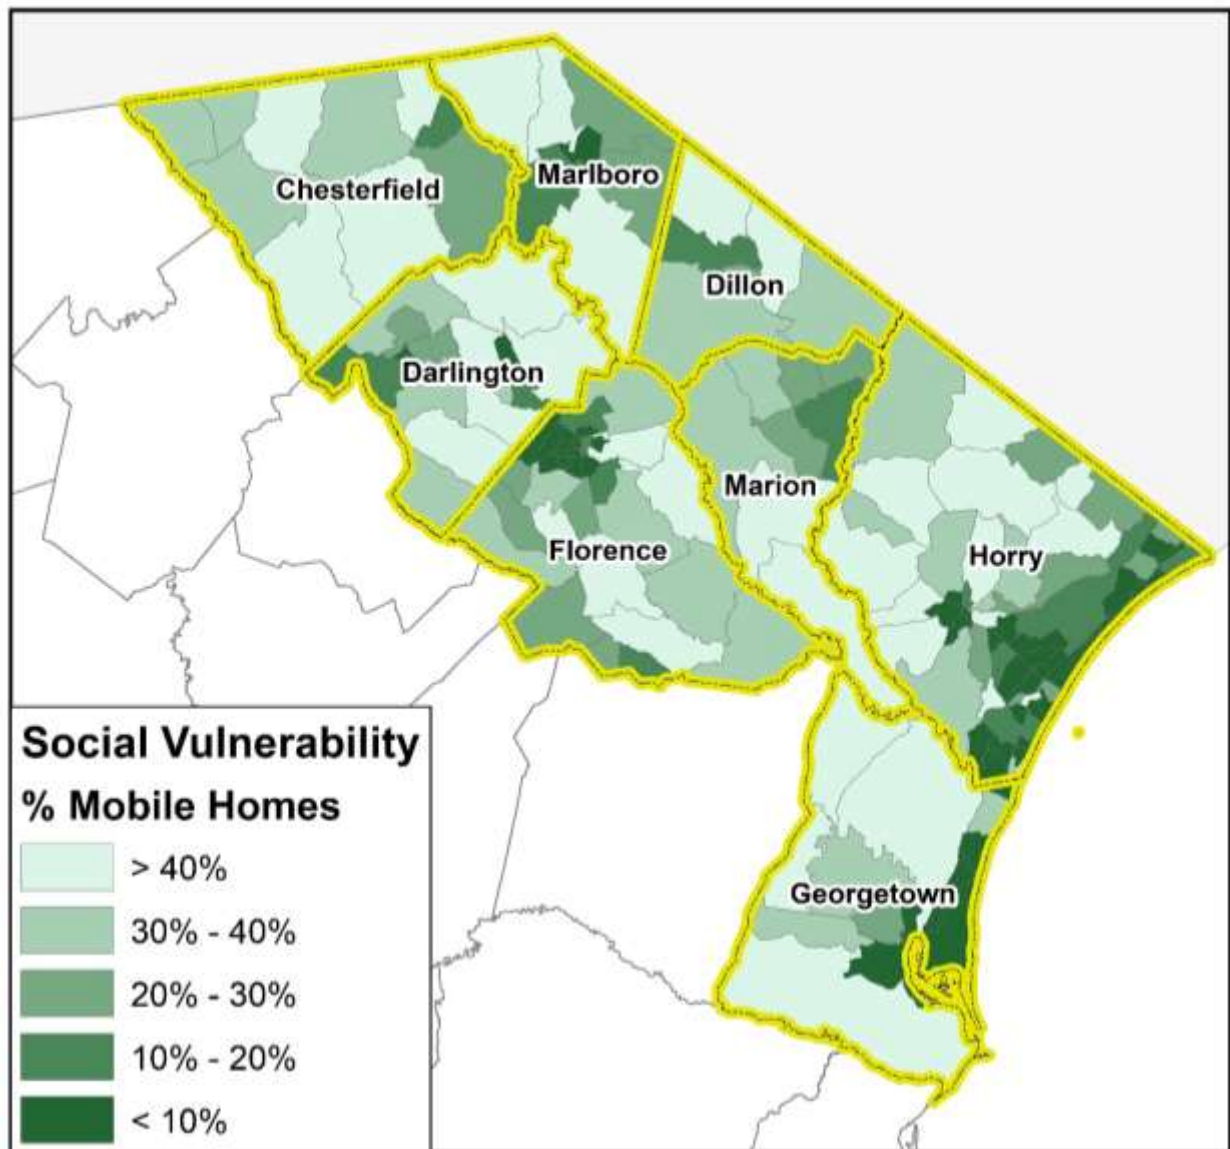 Chesterfield
Marlboro
Dillon
Darlington
Marion
Florence
Horry
Georgetown
Social Vulnerability
% Mobile Homes
> 40%
30% - 40%
20% - 30%
10% - 20%
< 10%